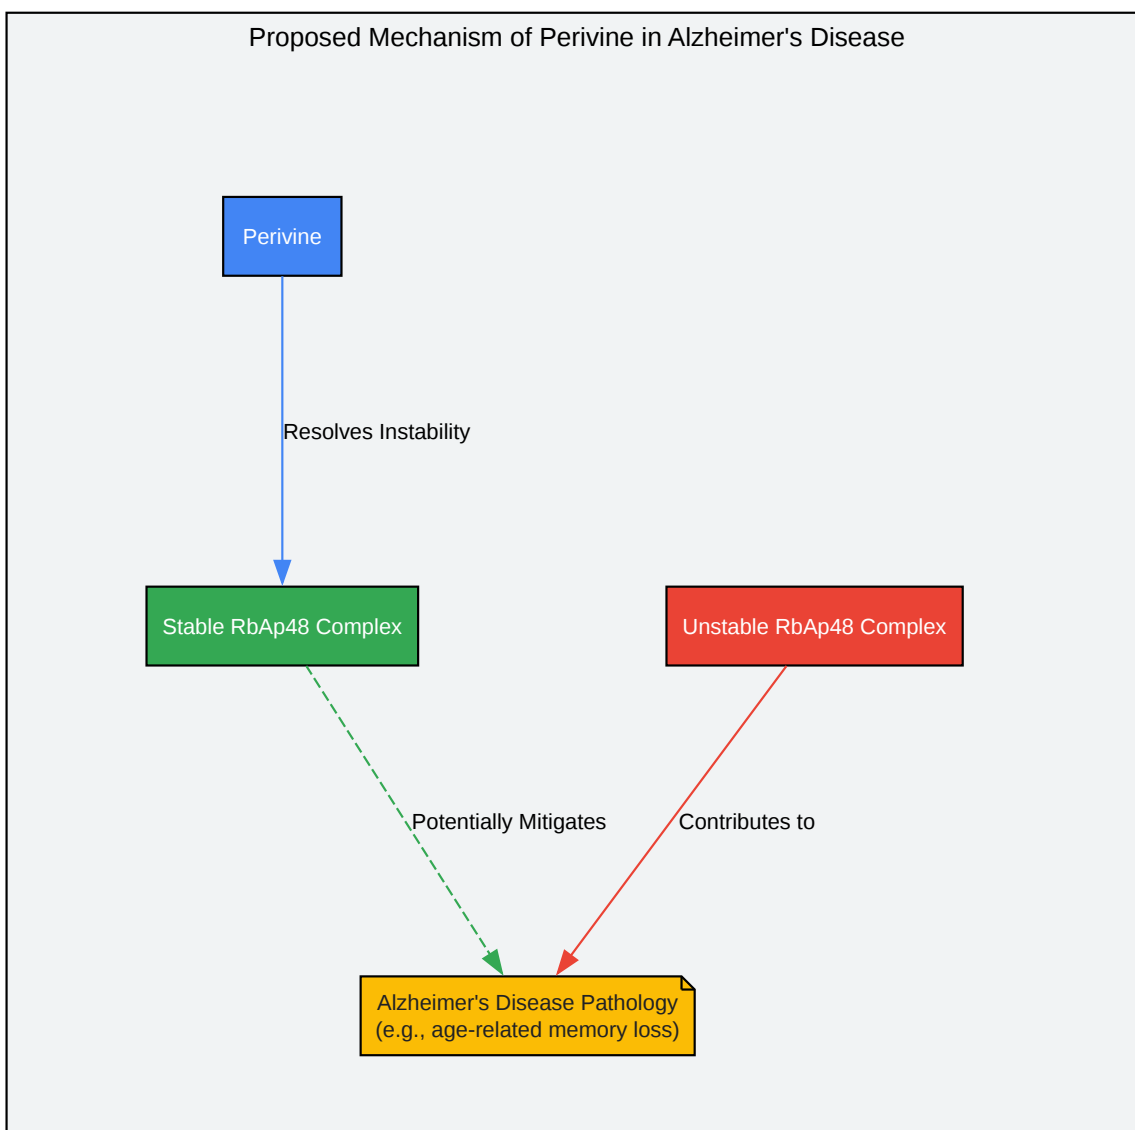 Proposed Mechanism of Perivine in Alzheimer's Disease
Perivine
Resolves Instability
Stable RbAp48 Complex
Unstable RbAp48 Complex
Potentially Mitigates
Contributes to
Alzheimer's Disease Pathology
(e.g., age-related memory loss)